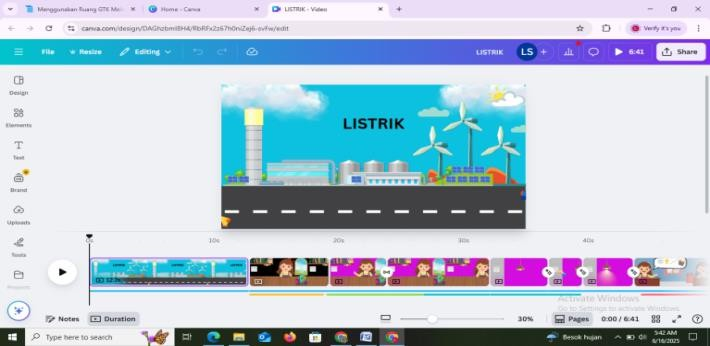 Menggunakan Ruang GTK Mela
Home - Canva
LISTRIK - Video
canva.com/design/DAGhzbmI8H4/RbRFx2z67h0niZej6-svFw/edit
Verify it's you
File
Resize
Editing
LISTRIK
LS
6:41
Share
Design
Elements
Text
Brand
Uploads
Tools
Projects
LISTRIK
0s
10s
20s
30s
40s
Activate Windows
Go to Settings to activate Windows.
Notes
Duration
30%
Pages
0:00 / 6:41
Type here to search
Besok hujan
5:42 AM
6/16/2025